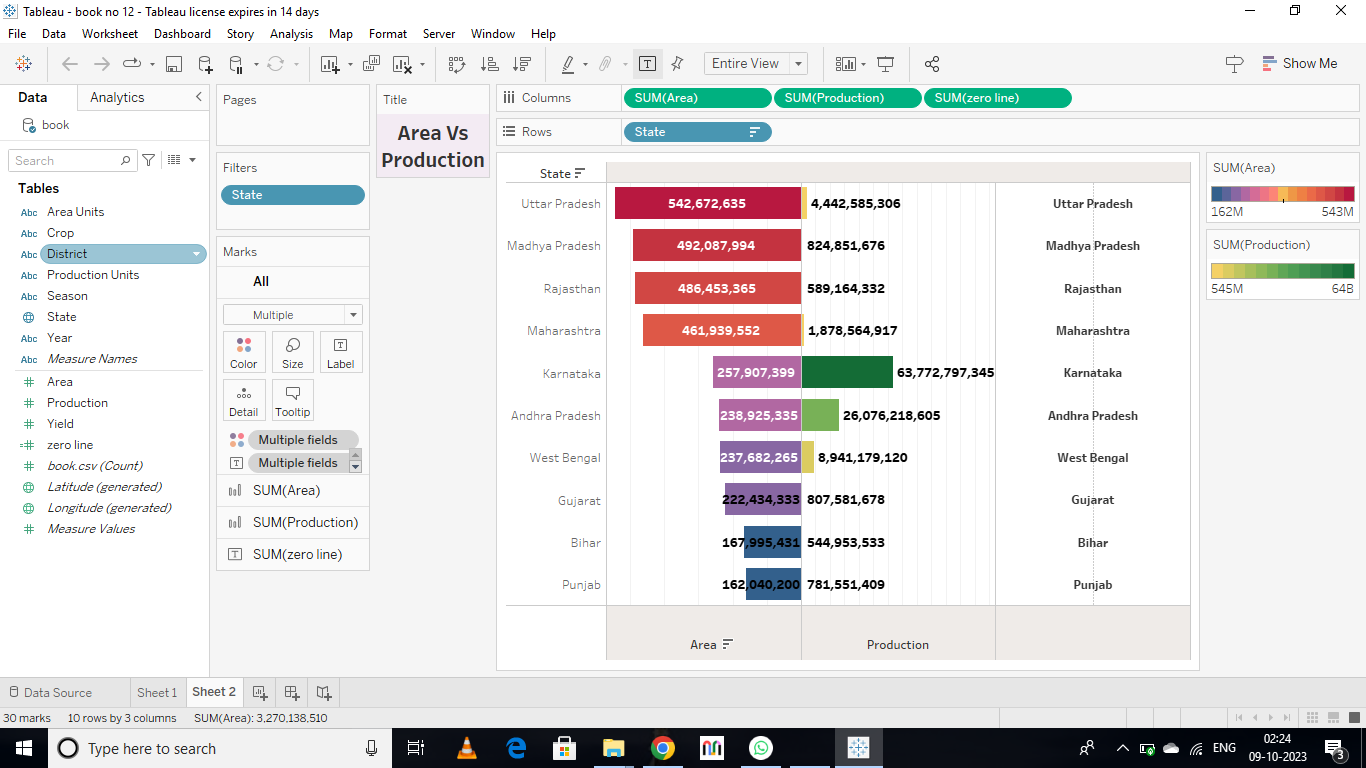 Tableau - book no 12 - Tableau license expires in 14 days
File Data Worksheet Dashboard Story Analysis Map Format Server Window Help
Entire View
Show Me
Data Analytics
book
Search
Tables
Abc Area Units
Abc Crop
Abc District
Abc Production Units
Abc Season
State
Abc Year
Abc Measure Names
Area
Production
Yield
zero line
book.csv (Count)
Latitude (generated)
Longitude (generated)
Measure Values
Pages
Filters
State
Marks
All
Multiple
Color Size Label
Detail Tooltip
Multiple fields
Multiple fields
SUM(Area)
SUM(Production)
SUM(zero line)
Title
Area Vs
Production
Columns SUM(Area) SUM(Production) SUM(zero line)
Rows State
State
Uttar Pradesh 542,672,635 4,442,585,306 Uttar Pradesh
Madhya Pradesh 492,087,994 824,851,676 Madhya Pradesh
Rajasthan 486,453,365 589,164,332 Rajasthan
Maharashtra 461,939,552 1,878,564,917 Maharashtra
Karnataka 257,907,399 63,772,797,345 Karnataka
Andhra Pradesh 238,925,335 26,076,218,605 Andhra Pradesh
West Bengal 237,682,265 8,941,179,120 West Bengal
Gujarat 222,434,333 807,581,678 Gujarat
Bihar 167,995,431 544,953,533 Bihar
Punjab 162,040,200 781,551,409 Punjab
Area Production
SUM(Area)
162M 543M
SUM(Production)
545M 64B
Data Source Sheet 1 Sheet 2
30 marks 10 rows by 3 columns SUM(Area): 3,270,138,510
Type here to search
ENG
02:24
09-10-2023
3